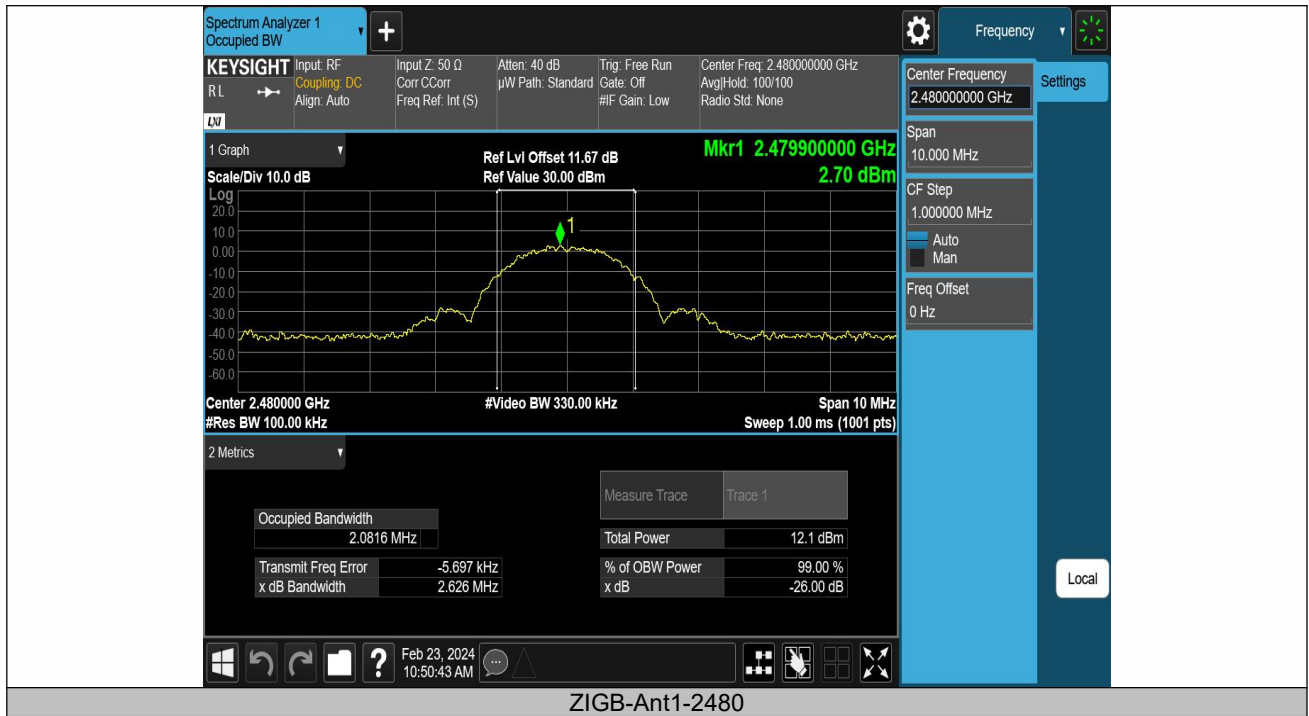 Spectrum Analyzer 1
Occupied BW
Frequency
KEYSIGHT
RL
LXI
Input: RF
Coupling: DC
Align: Auto
Input Z: 50 Ω
Corr CCorr
Freq Ref: Int (S)
Atten: 40 dB
µW Path: Standard
Trig: Free Run
Gate: Off
#IF Gain: Low
Center Freq: 2.480000000 GHz
Avg|Hold: 100/100
Radio Std: None
Center Frequency
2.480000000 GHz
Settings
Span
10.000 MHz
CF Step
1.000000 MHz
Auto
Man
Freq Offset
0 Hz
Local
1 Graph
Scale/Div 10.0 dB
Ref Lvl Offset 11.67 dB
Ref Value 30.00 dBm
Mkr1 2.479900000 GHz
2.70 dBm
Log
20.0
10.0
0.00
-10.0
-20.0
-30.0
-40.0
-50.0
-60.0
1
Center 2.480000 GHz
#Res BW 100.00 kHz
#Video BW 330.00 kHz
Span 10 MHz
Sweep 1.00 ms (1001 pts)
2 Metrics
Measure Trace Trace 1
Occupied Bandwidth
2.0816 MHz
Total Power 12.1 dBm
Transmit Freq Error -5.697 kHz
% of OBW Power 99.00 %
x dB Bandwidth 2.626 MHz
x dB -26.00 dB
?
Feb 23, 2024
10:50:43 AM
ZIGB-Ant1-2480